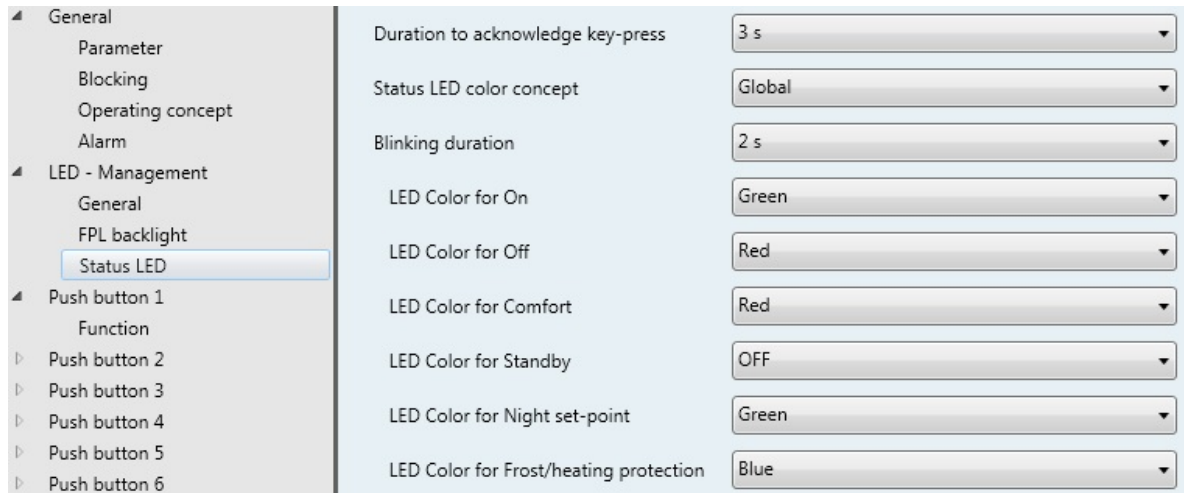 General
Parameter
Blocking
Operating concept
Alarm
LED - Management
General
FPL backlight
Status LED
Push button 1
Function
Push button 2
Push button 3
Push button 4
Push button 5
Push button 6
Duration to acknowledge key-press 3 s
Status LED color concept Global
Blinking duration 2 s
LED Color for On Green
LED Color for Off Red
LED Color for Comfort Red
LED Color for Standby OFF
LED Color for Night set-point Green
LED Color for Frost/heating protection Blue